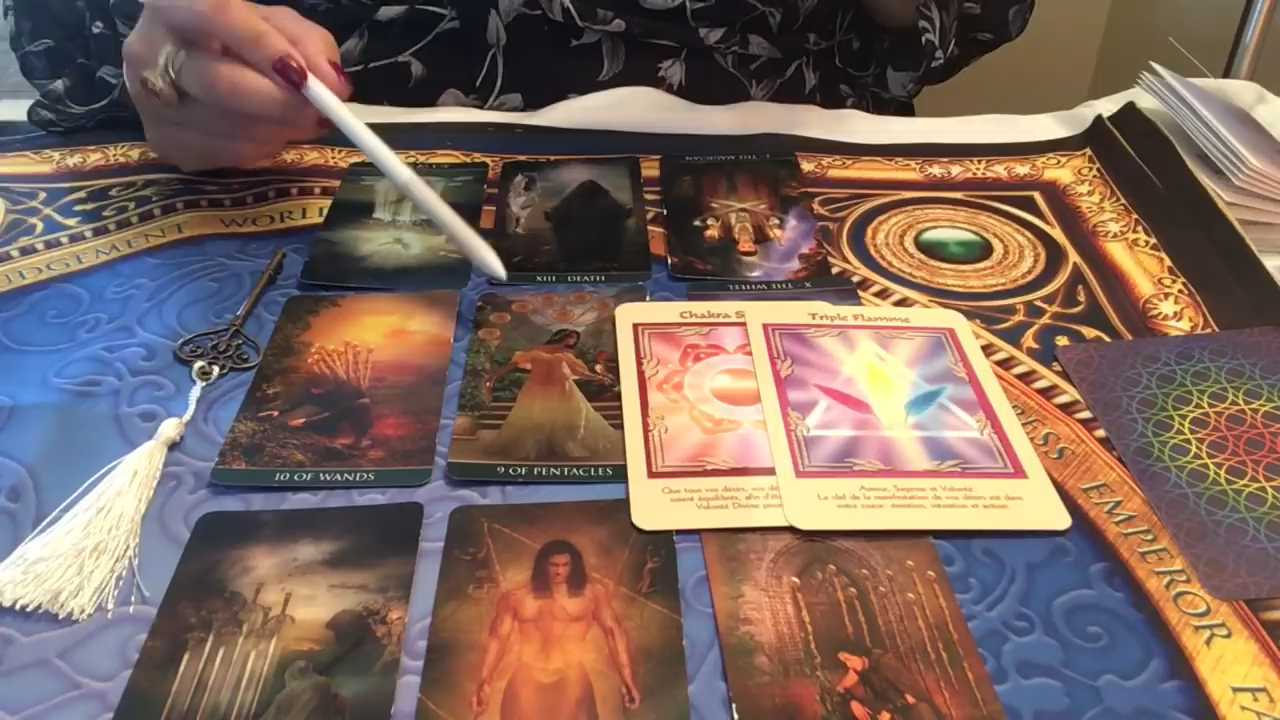 I · THE MAGICIAN
JUDGEMENT
WORLD
XIII · DEATH
X · THE WHEEL
Chakra S
Triple Flamme
10 OF WANDS
9 OF PENTACLES
Que tous vos désirs, vos dé
soient équilibrés, afin d'êt
Volonté Divine pour
Amour, Sagesse et Volonté.
La clef de la manifestation de vos désirs est dans
votre coeur: émotion, intention et action.
RESS
EMPEROR